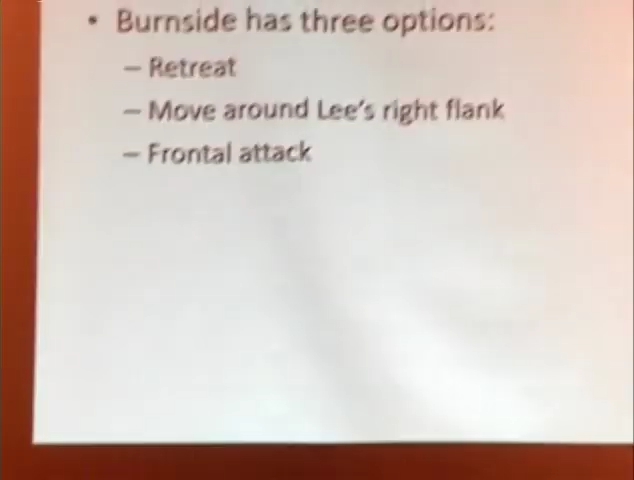 • Burnside has three options:
– Retreat
– Move around Lee's right flank
– Frontal attack